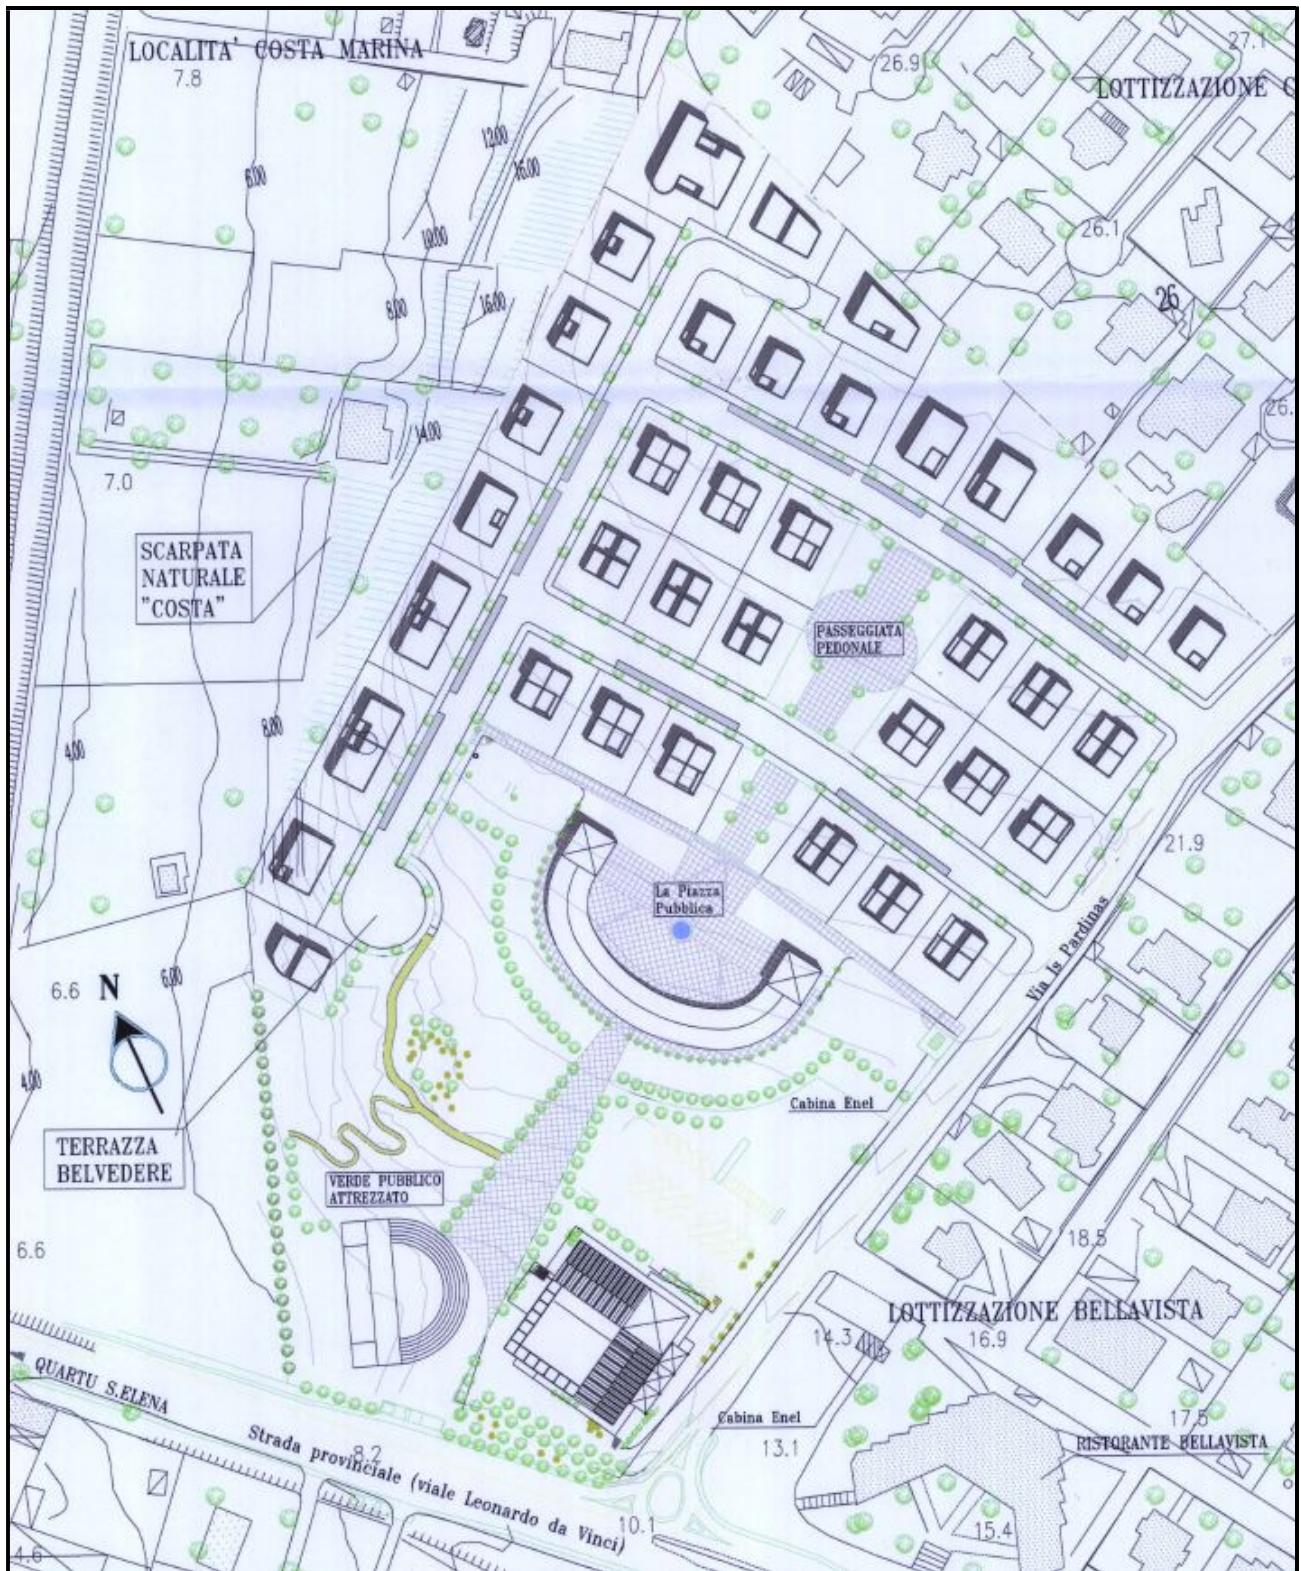 LOCALITA' COSTA MARINA
7.8
26.9
27.1
LOTTIZZAZIONE C
12.00
16.00
6.00
10.00
26.1
8.00
16.00
26
26.
14.00
7.0
SCARPATA
NATURALE
"COSTA"
PASSEGGIATA
PEDONALE
4.00
8.00
21.9
La Piazza
Pubblica
Via Is Pardinas
6.6
N
6.00
4.00
Cabina Enel
TERRAZZA
BELVEDERE
VERDE PUBBLICO
ATTREZZATO
6.6
18.5
LOTTIZZAZIONE BELLAVISTA
14.3
16.9
QUARTU S.ELENA
Cabina Enel
17.5
13.1
RISTORANTE BELLAVISTA
Strada provinciale (viale Leonardo da Vinci)
8.2
10.1
15.4
4.6